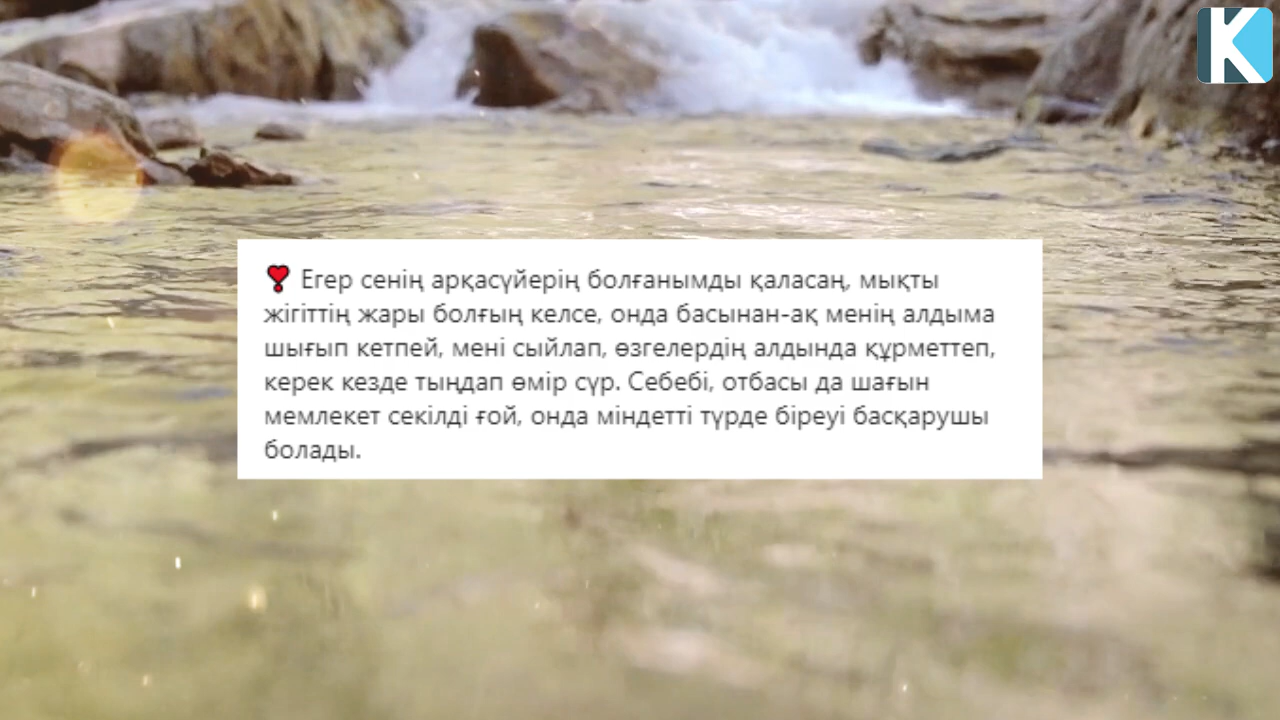 K
❣ Егер сенің арқасүйерің болғанымды қаласаң, мықты
жігіттің жары болғың келсе, онда басынан-ақ менің алдыма
шығып кетпей, мені сыйлап, өзгелердің алдында құрметтеп,
керек кезде тыңдап өмір сүр. Себебі, отбасы да шағын
мемлекет секілді ғой, онда міндетті түрде біреуі басқарушы
болады.